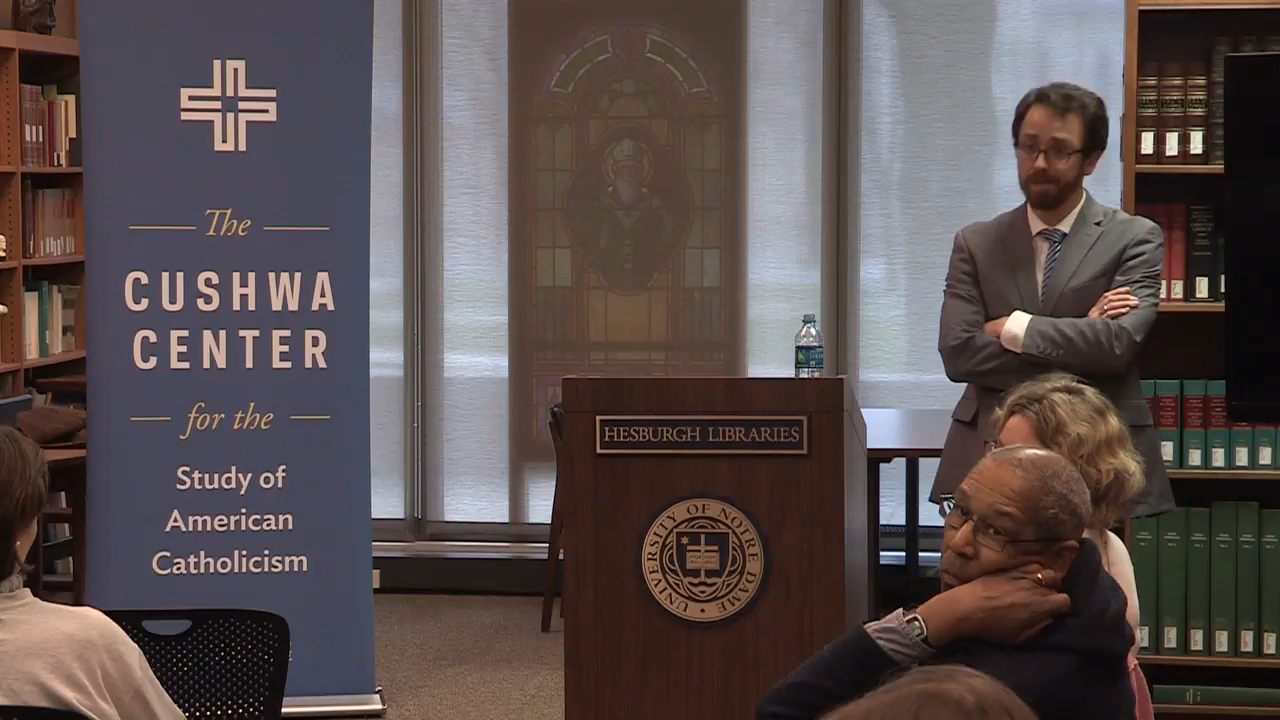 The
CUSHWA
CENTER
for the
Study of
American
Catholicism
HESBURGH LIBRARIES
UNIVERSITY OF NOTRE DAME